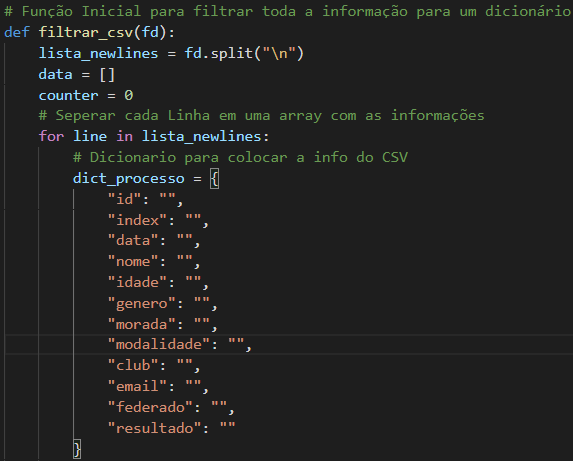 # Função Inicial para filtrar toda a informação para um dicionário
def filtrar_csv(fd):
    lista_newlines = fd.split("\n")
    data = []
    counter = 0
    # Seperar cada Linha em uma array com as informações
    for line in lista_newlines:
        # Dicionario para colocar a info do CSV
        dict_processo = {
            "id": "",
            "index": "",
            "data": "",
            "nome": "",
            "idade": "",
            "genero": "",
            "morada": "",
            "modalidade": "",
            "club": "",
            "email": "",
            "federado": "",
            "resultado": ""
        }